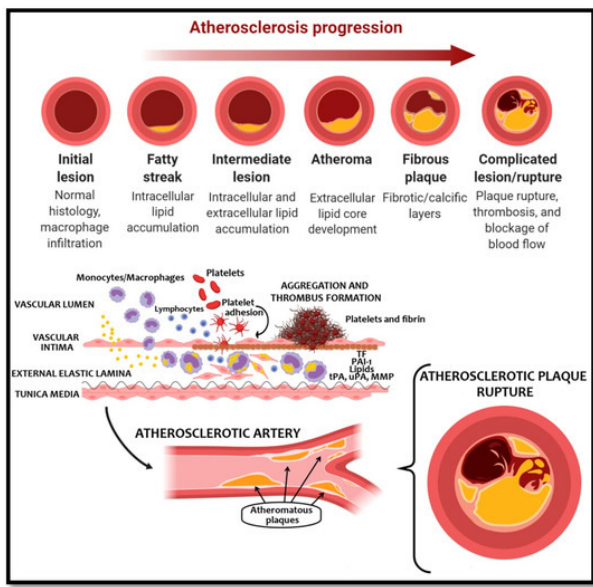 Atherosclerosis progression
Initial
lesion
Normal
histology,
macrophage
infiltration
Fatty
streak
Intracellular
lipid
accumulation
Intermediate
lesion
Intracellular and
extracellular lipid
accumulation
Atheroma
Extracellular
lipid core
development
Fibrous
plaque
Fibrotic/calcific
layers
Complicated
lesion/rupture
Plaque rupture,
thrombosis, and
blockage of
blood flow
Monocytes/Macrophages
Platelets
VASCULAR LUMEN
Lymphocytes
Platelet
adhesion
AGGREGATION AND
THROMBUS FORMATION
Platelets and fibrin
VASCULAR
INTIMA
TF
PAI-1
Lipids
tPA, uPA, MMP
EXTERNAL ELASTIC LAMINA
TUNICA MEDIA
ATHEROSCLEROTIC ARTERY
Atheromatous
plaques
ATHEROSCLEROTIC PLAQUE
RUPTURE